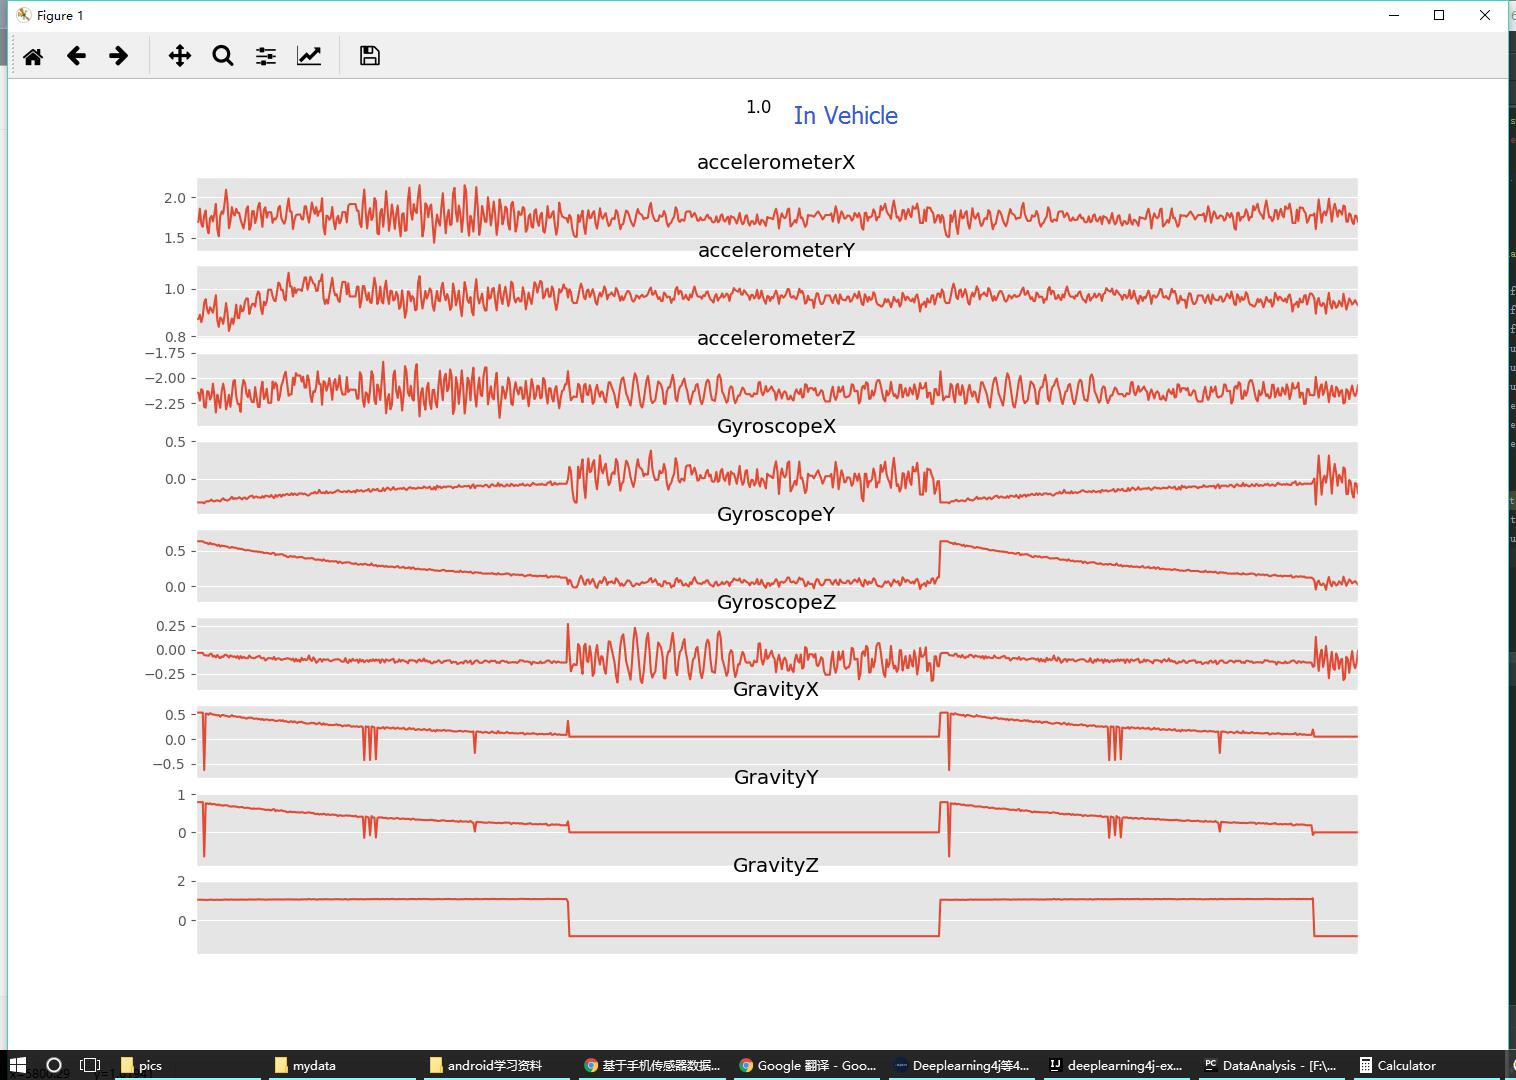 Figure 1
1.0 In Vehicle
accelerometerX
2.0
1.5
accelerometerY
1.0
0.8
accelerometerZ
−1.75
−2.00
−2.25
GyroscopeX
0.5
0.0
GyroscopeY
0.5
0.0
GyroscopeZ
0.25
0.00
−0.25
GravityX
0.5
0.0
−0.5
GravityY
1
0
GravityZ
2
0
pics
mydata
android学习资料
基于手机传感器数据...
Google 翻译 - Goo...
Deeplearning4j等4...
deeplearning4j-ex...
DataAnalysis - [F:\...
Calculator